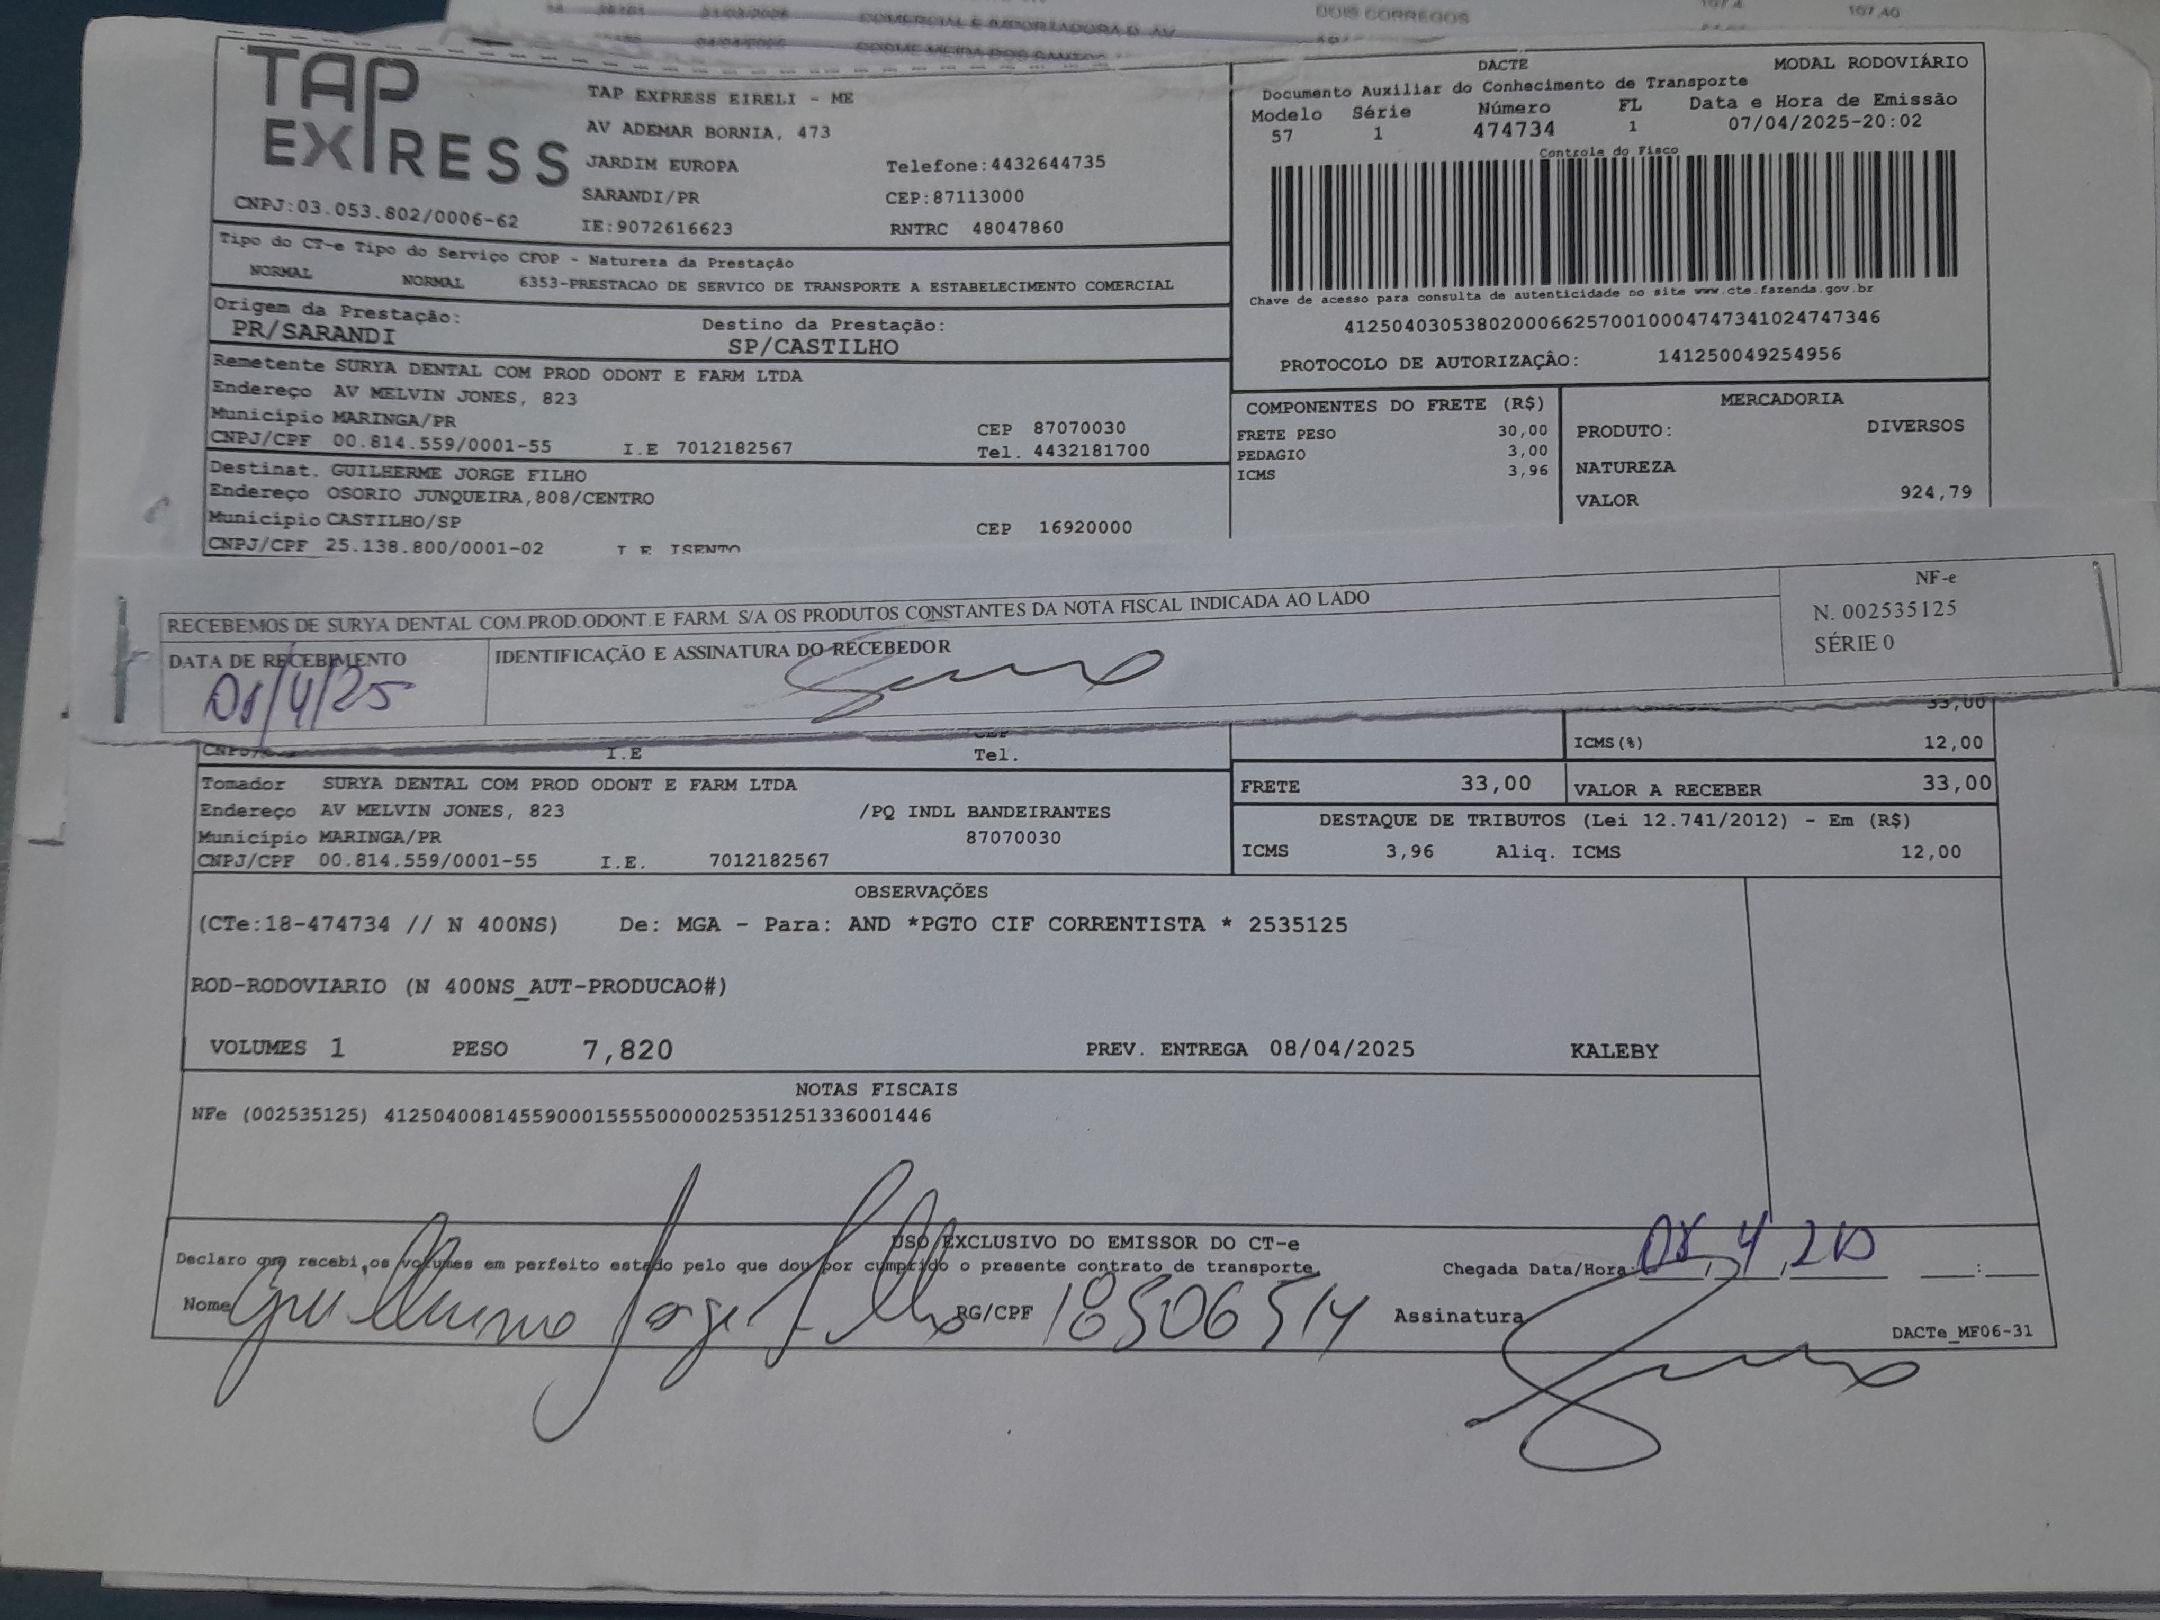 21/03/2025 COMERCIAL E IMPORTADORA D AV DOIS CORREGOS 107,40
TAP
EXPRESS
CNPJ:03.053.802/0006-62
TAP EXPRESS EIRELI - ME
AV ADEMAR BORNIA, 473
JARDIM EUROPA Telefone:4432644735
SARANDI/PR CEP:87113000
IE:9072616623 RNTRC 48047860
DACTE MODAL RODOVIÁRIO
Documento Auxiliar do Conhecimento de Transporte
Modelo Série Número FL Data e Hora de Emissão
57 1 474734 1 07/04/2025-20:02
Controle do Fisco
Chave de acesso para consulta de autenticidade no site www.cte.fazenda.gov.br
41250403053802000662570010004747341024747346
PROTOCOLO DE AUTORIZAÇÃO: 141250049254956
Tipo do CT-e Tipo do Serviço CFOP - Natureza da Prestação
NORMAL NORMAL 6353-PRESTACAO DE SERVICO DE TRANSPORTE A ESTABELECIMENTO COMERCIAL
Origem da Prestação: Destino da Prestação:
PR/SARANDI SP/CASTILHO
Remetente SURYA DENTAL COM PROD ODONT E FARM LTDA
Endereço AV MELVIN JONES, 823
Município MARINGA/PR CEP 87070030
CNPJ/CPF 00.814.559/0001-55 I.E 7012182567 Tel. 4432181700
Destinat. GUILHERME JORGE FILHO
Endereço OSORIO JUNQUEIRA,808/CENTRO
Município CASTILHO/SP CEP 16920000
CNPJ/CPF 25.138.800/0001-02 I E ISENTO
COMPONENTES DO FRETE (R$)
FRETE PESO 30,00
PEDAGIO 3,00
ICMS 3,96
MERCADORIA
PRODUTO: DIVERSOS
NATUREZA
VALOR 924,79
RECEBEMOS DE SURYA DENTAL COM.PROD.ODONT.E FARM. S/A OS PRODUTOS CONSTANTES DA NOTA FISCAL INDICADA AO LADO
DATA DE RECEBIMENTO IDENTIFICAÇÃO E ASSINATURA DO RECEBEDOR
08/4/25
NF-e
N. 002535125
SÉRIE 0
33,00
I.E Tel.
ICMS(%) 12,00
Tomador SURYA DENTAL COM PROD ODONT E FARM LTDA
Endereço AV MELVIN JONES, 823 /PQ INDL BANDEIRANTES
Município MARINGA/PR 87070030
CNPJ/CPF 00.814.559/0001-55 I.E. 7012182567
FRETE 33,00 VALOR A RECEBER 33,00
DESTAQUE DE TRIBUTOS (Lei 12.741/2012) - Em (R$)
ICMS 3,96 Aliq. ICMS 12,00
OBSERVAÇÕES
(CTe:18-474734 // N 400NS) De: MGA - Para: AND *PGTO CIF CORRENTISTA * 2535125
ROD-RODOVIARIO (N 400NS_AUT-PRODUCAO#)
VOLUMES 1 PESO 7,820 PREV. ENTREGA 08/04/2025 KALEBY
NOTAS FISCAIS
NFe (002535125) 41250400814559000155550000025351251336001446
USO EXCLUSIVO DO EMISSOR DO CT-e
Declaro que recebi,os volumes em perfeito estado pelo que dou por cumprido o presente contrato de transporte. Chegada Data/Hora: 08/4/ :
Nome Guilherme Jorge Filho RG/CPF 18506514 Assinatura
DACTe_MF06-31